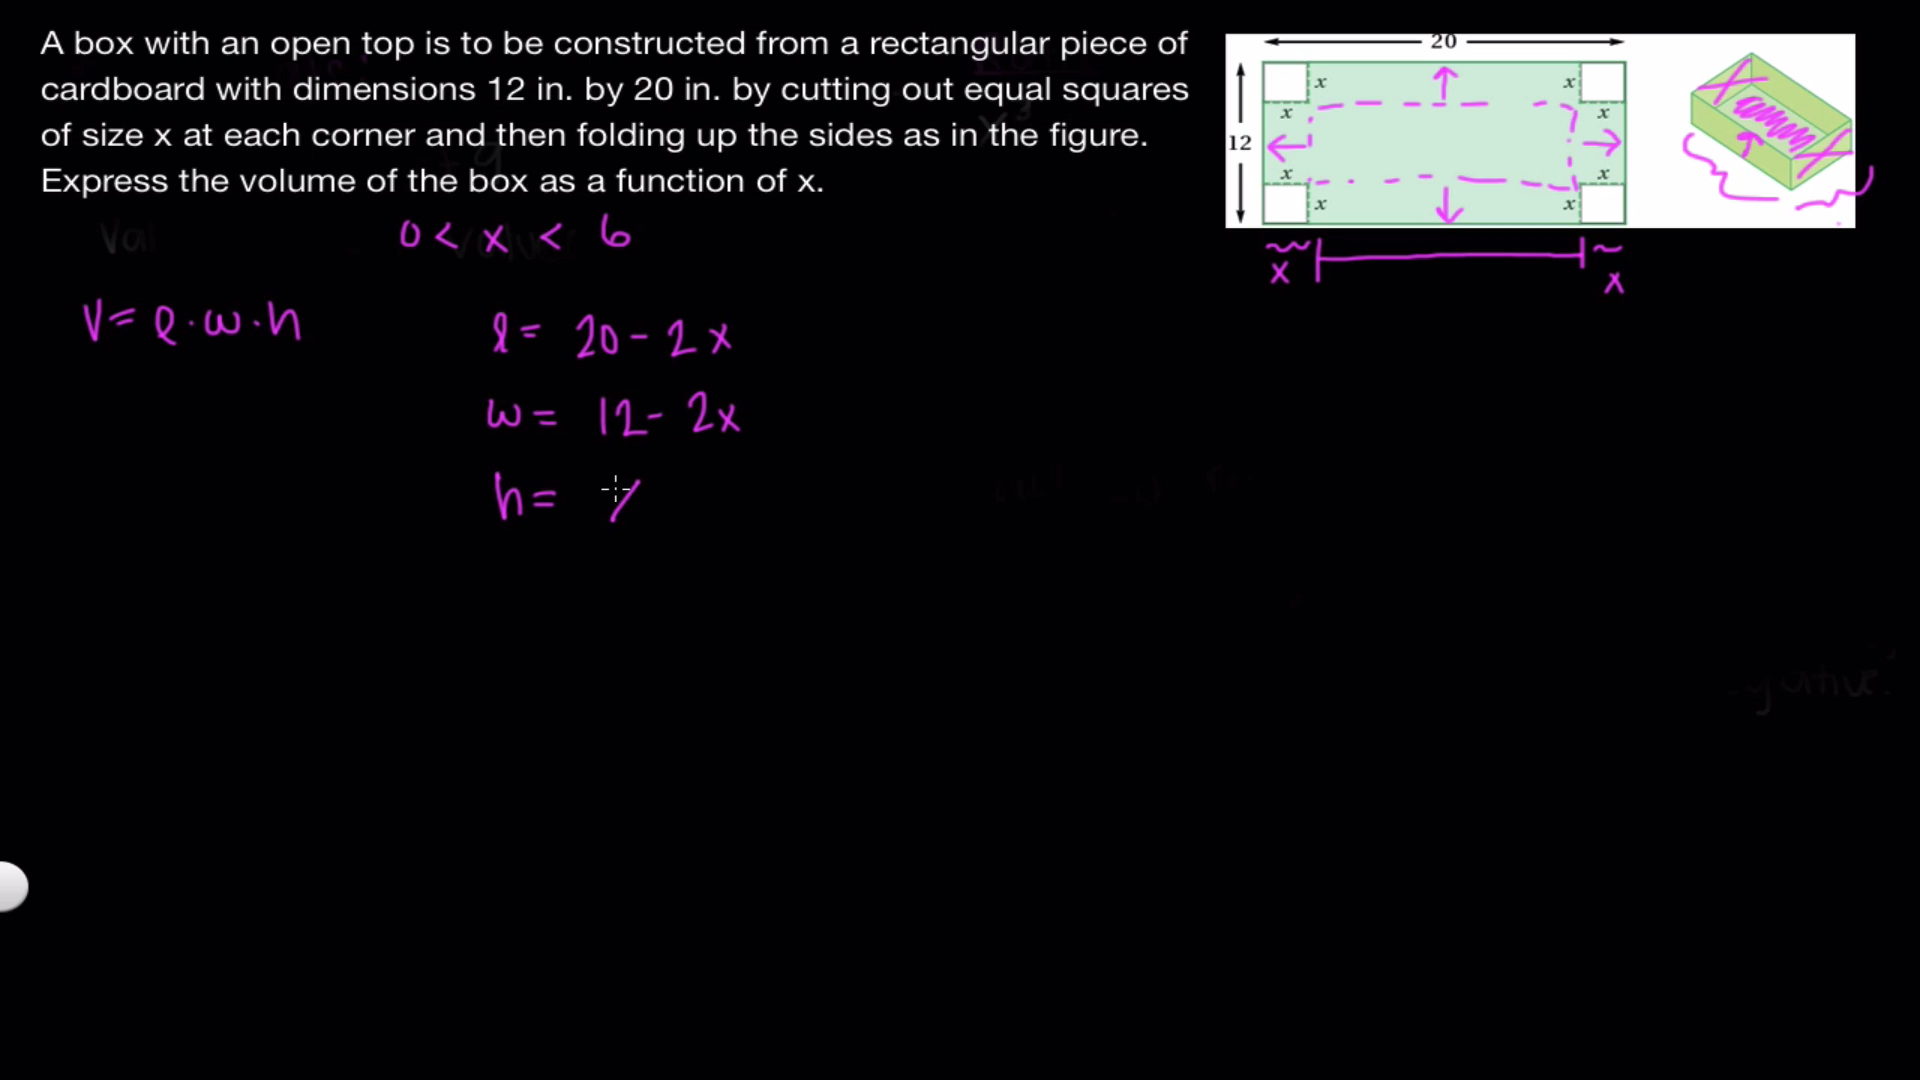 A box with an open top is to be constructed from a rectangular piece of
cardboard with dimensions 12 in. by 20 in. by cutting out equal squares
of size x at each corner and then folding up the sides as in the figure.
Express the volume of the box as a function of x.
20
x x
x x
12
x x
x x
x x
0 < x < 6
V = l · w · h
l = 20 - 2x
w = 12 - 2x
h =